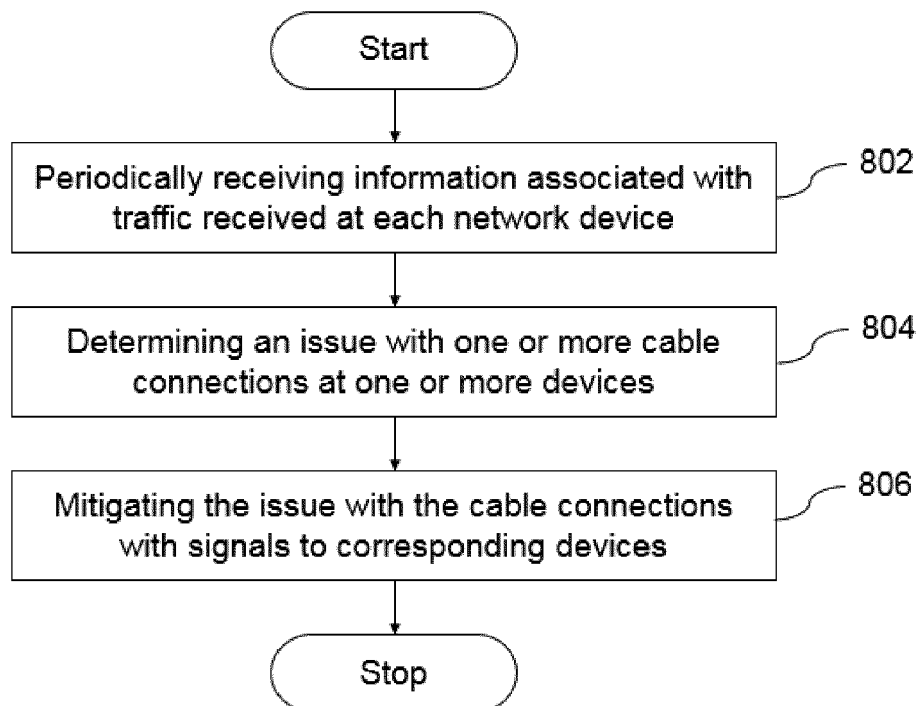 Start
Periodically receiving information associated with
traffic received at each network device
802
Determining an issue with one or more cable
connections at one or more devices
804
Mitigating the issue with the cable connections
with signals to corresponding devices
806
Stop